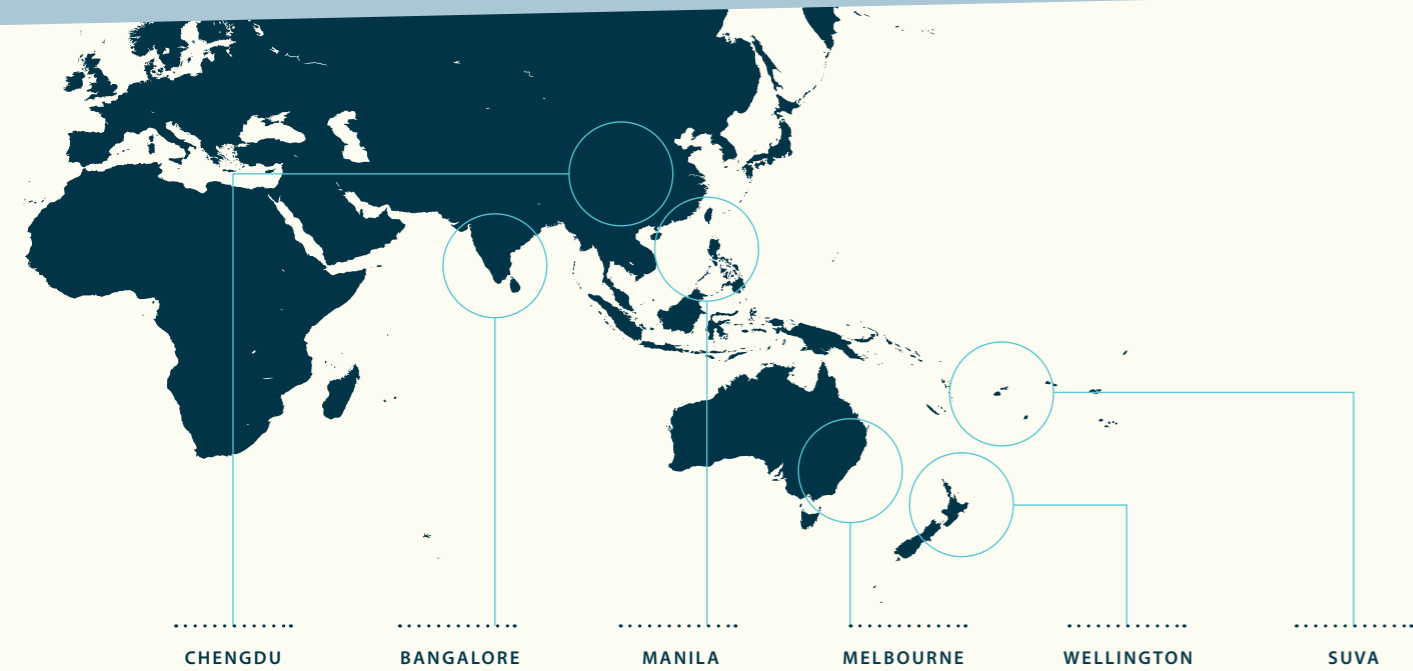 CHENGDU
BANGALORE
MANILA
MELBOURNE
WELLINGTON
SUVA